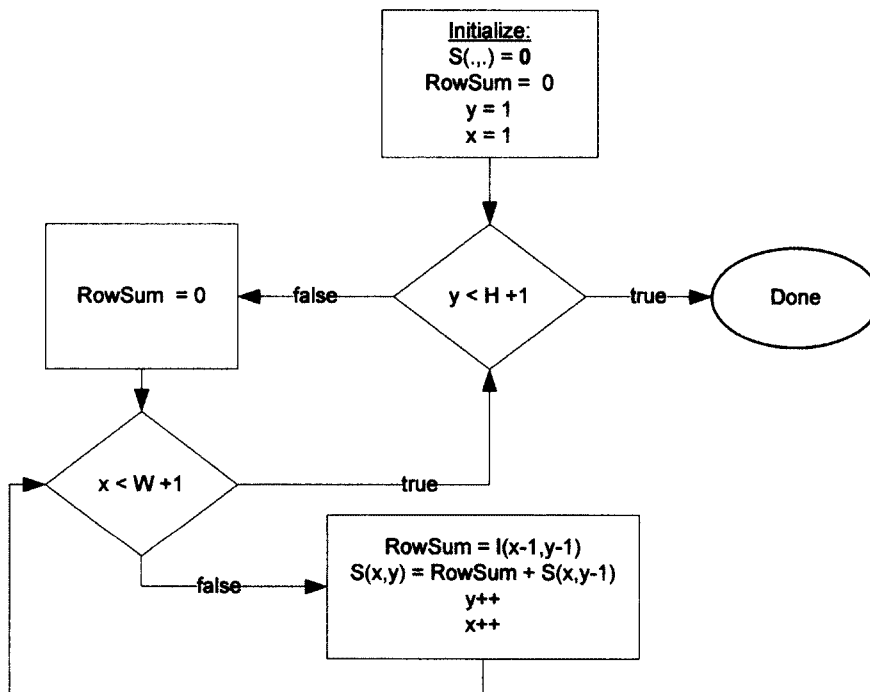 Initialize:
S(.,.) = 0
RowSum = 0
y = 1
x = 1
RowSum = 0
false
y < H +1
true
Done
x < W +1
true
false
RowSum = I(x-1,y-1)
S(x,y) = RowSum + S(x,y-1)
y++
x++